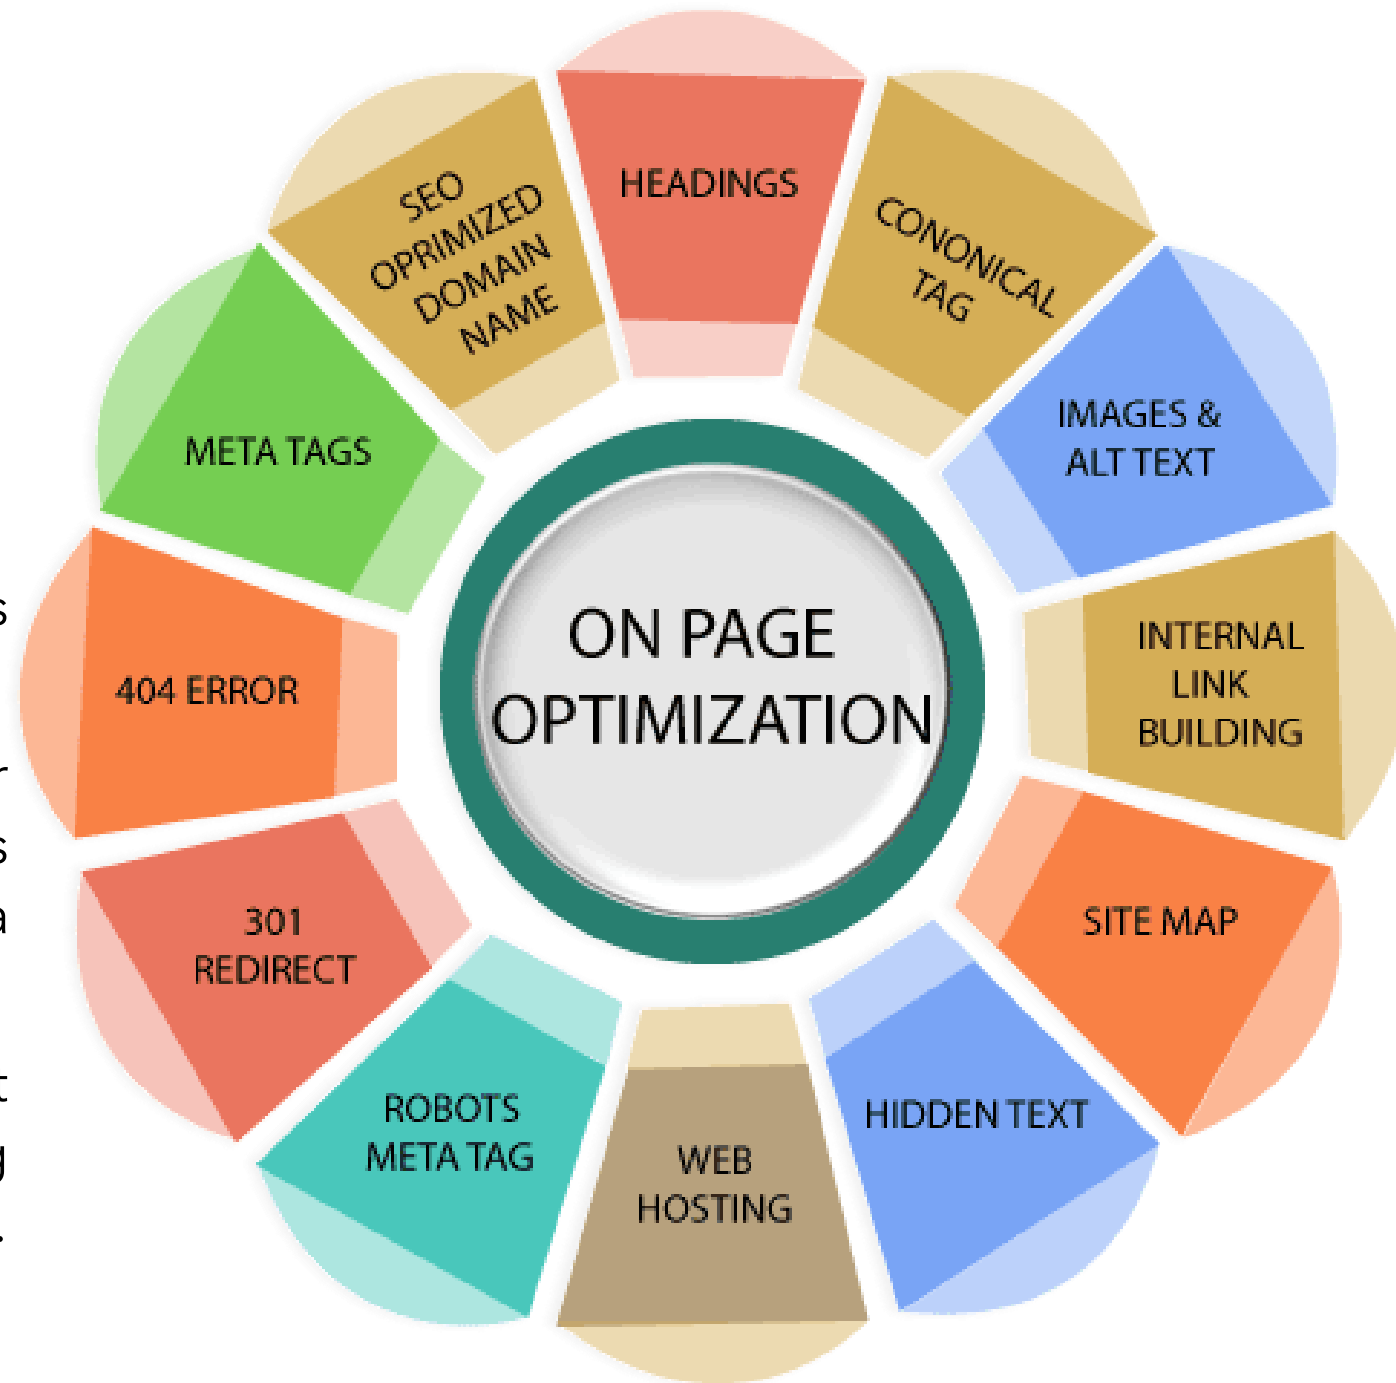 HEADINGS
CONONICAL
TAG
IMAGES &
ALT TEXT
INTERNAL
LINK
BUILDING
SITE MAP
HIDDEN TEXT
WEB
HOSTING
ROBOTS
META TAG
301
REDIRECT
404 ERROR
META TAGS
SEO
OPRIMIZED
DOMAIN
NAME
ON PAGE
OPTIMIZATION
s
s
a
t
g
.